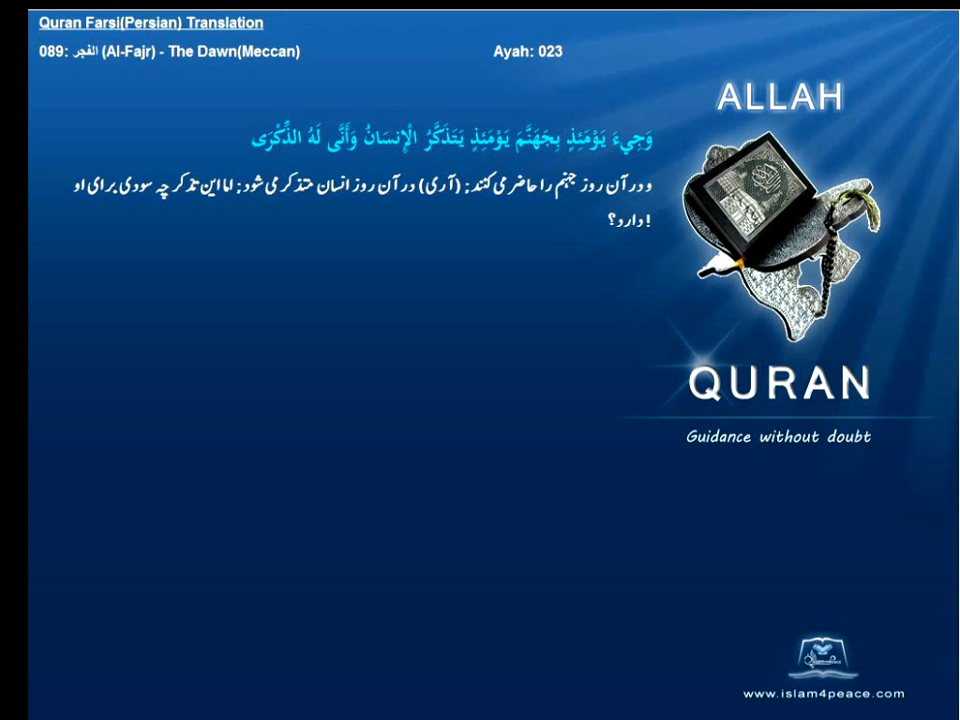 Quran Farsi(Persian) Translation
089: الفجر (Al-Fajr) - The Dawn(Meccan) Ayah: 023
ALLAH
وَجِيءَ يَوْمَئِذٍ بِجَهَنَّمَ يَوْمَئِذٍ يَتَذَكَّرُ الْإِنسَانُ وَأَنَّى لَهُ الذِّكْرَى
و در آن روز جهنم را حاضر می کنند; (آری) در آن روز انسان متذکر می شود; اما این تذکر چه سودی برای او
!دارد؟
QURAN
Guidance without doubt
www.islam4peace.com